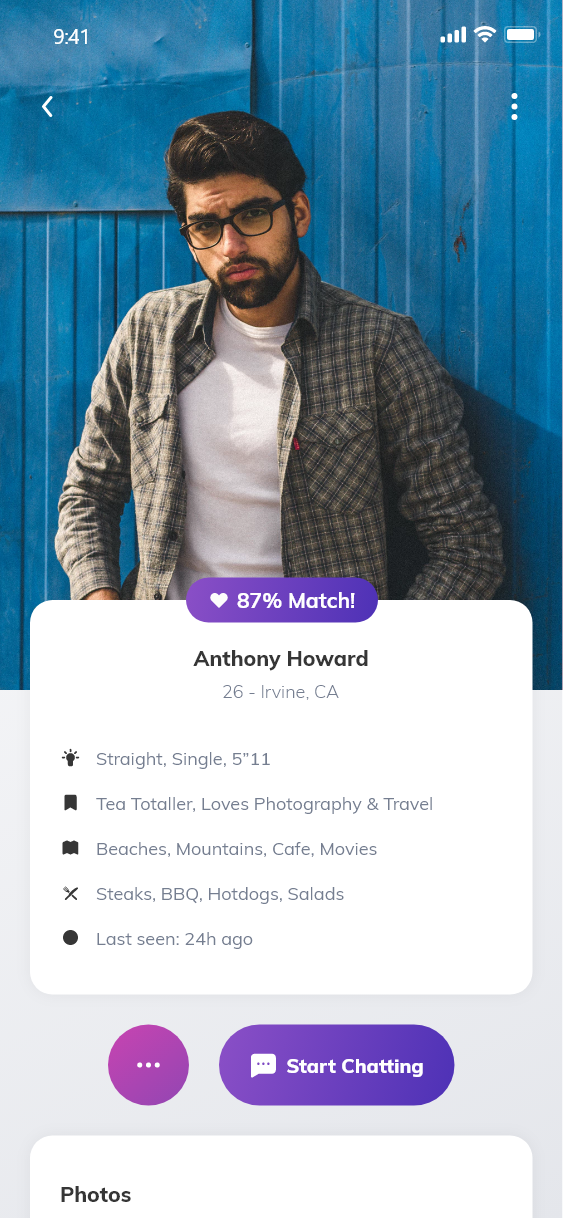 9:41
87% Match!
Anthony Howard
26 - Irvine, CA
Straight, Single, 5”11
Tea Totaller, Loves Photography & Travel
Beaches, Mountains, Cafe, Movies
Steaks, BBQ, Hotdogs, Salads
Last seen: 24h ago
Start Chatting
Photos